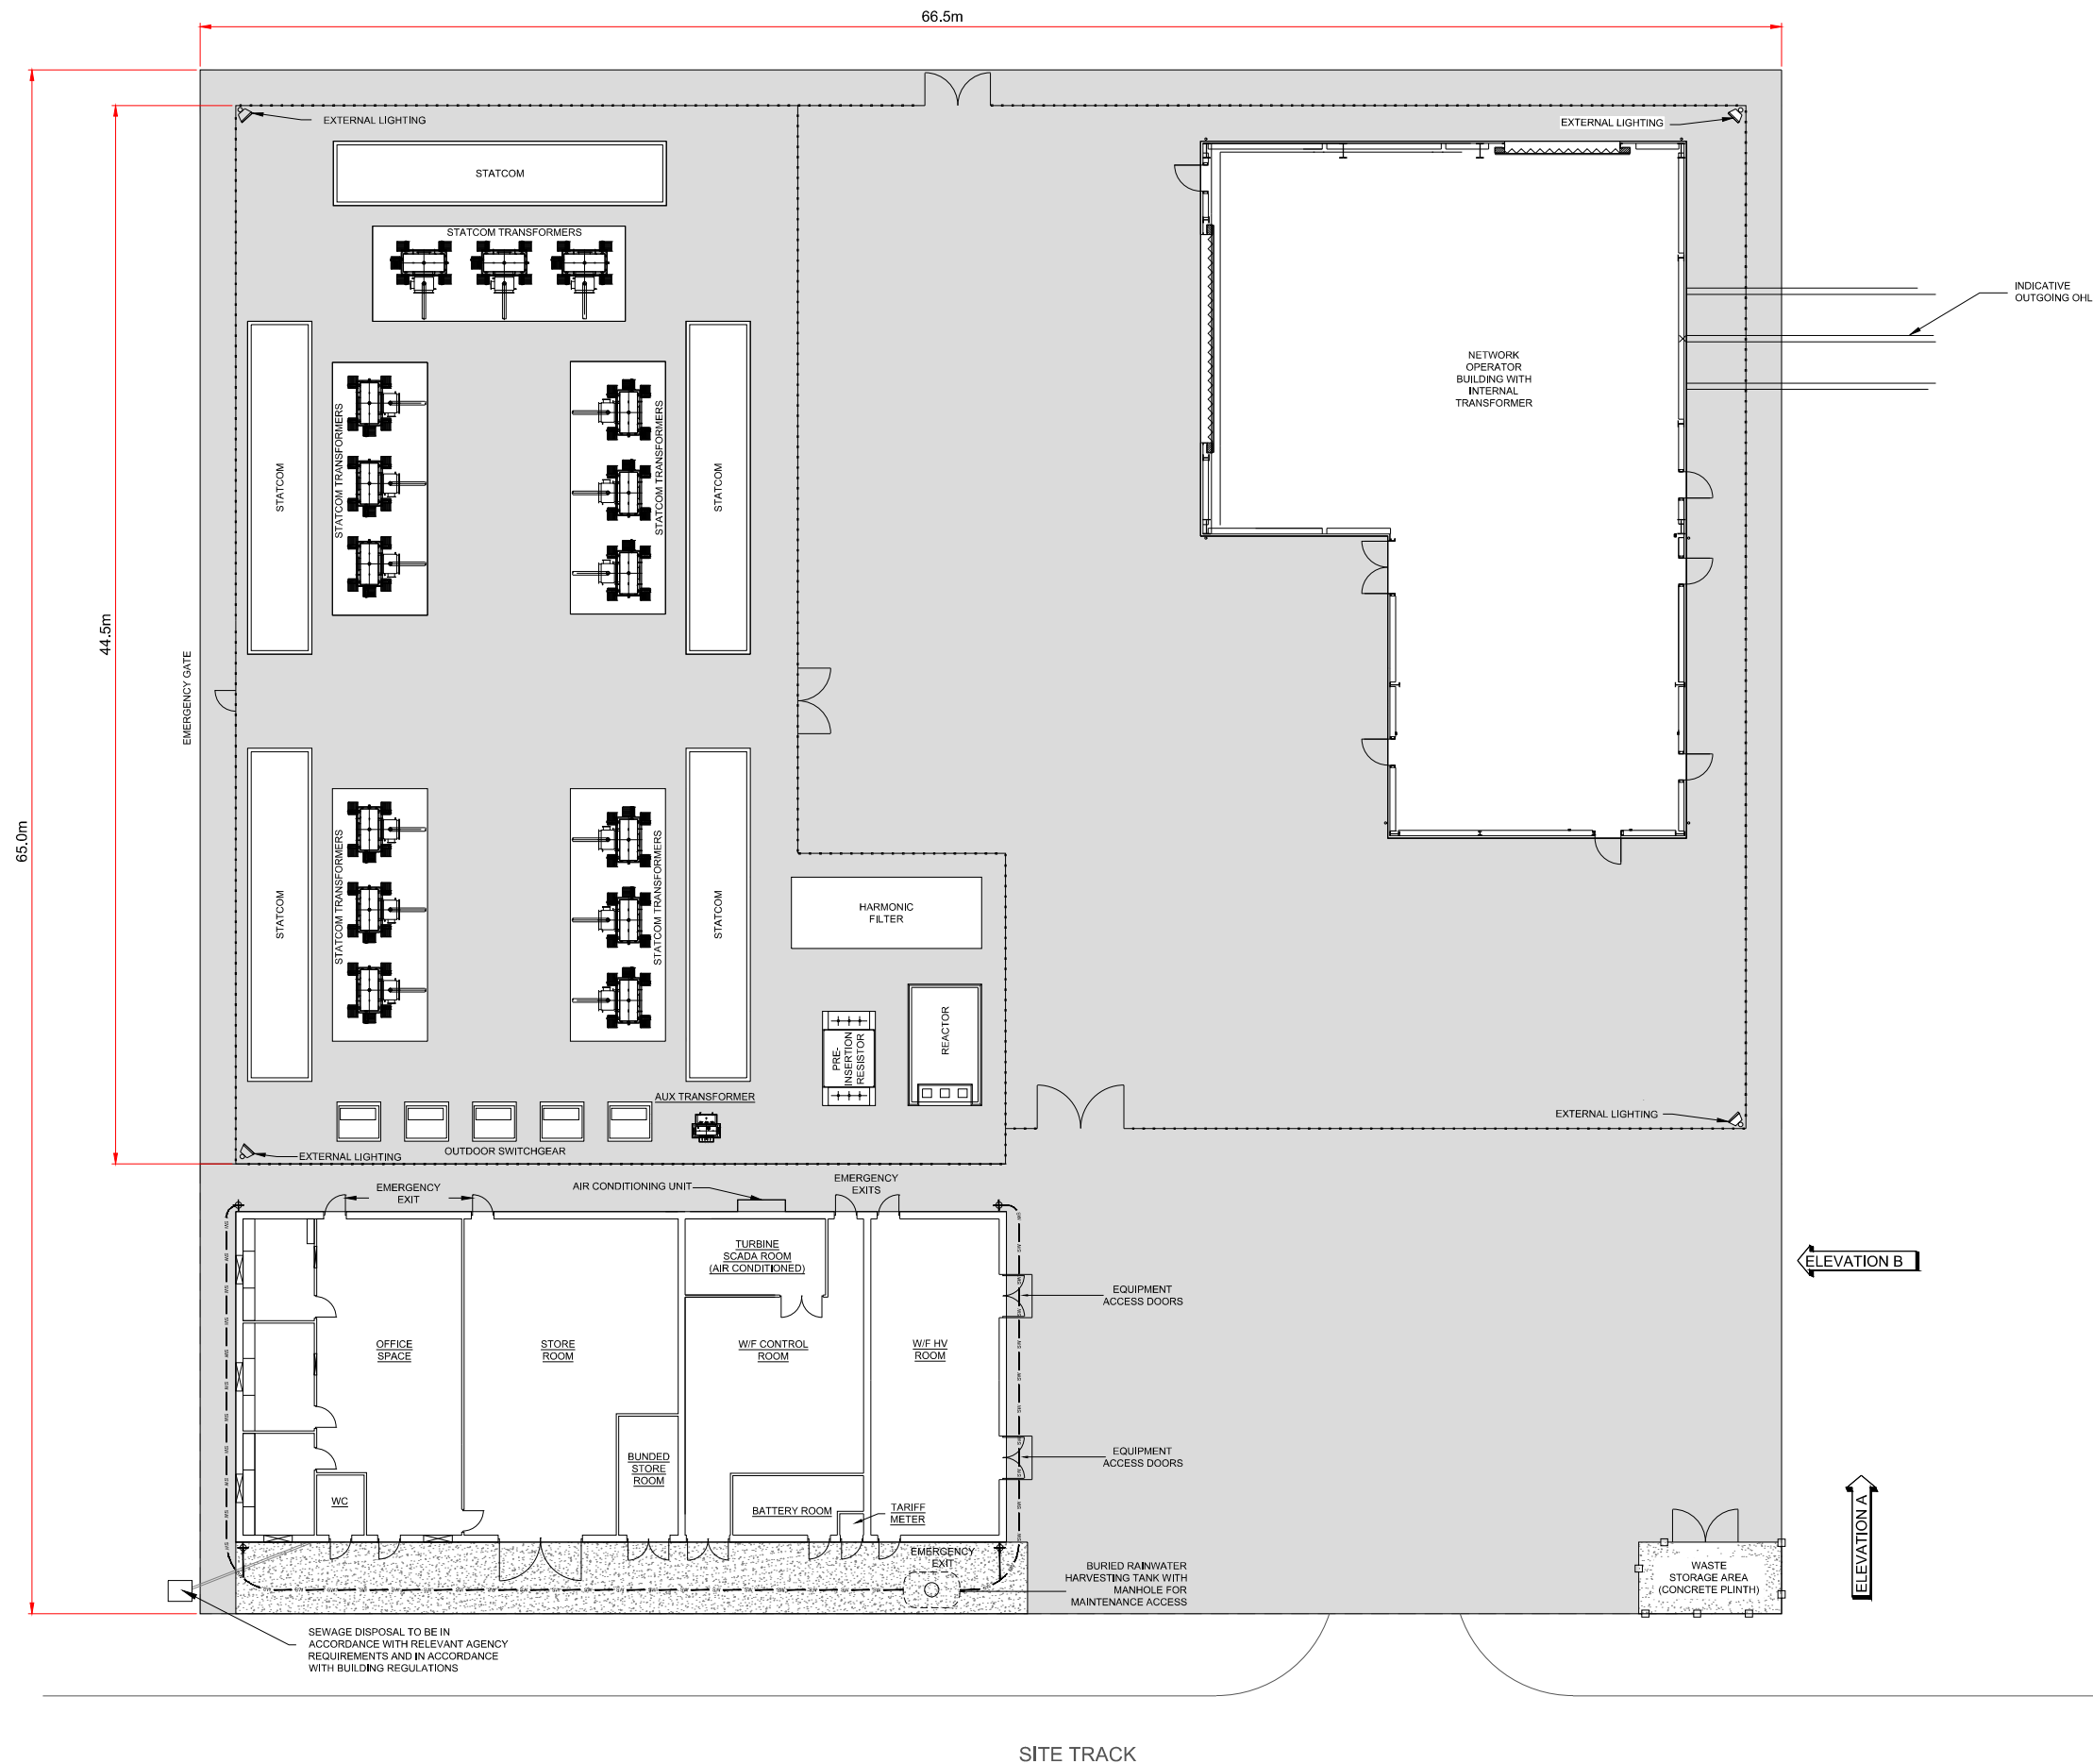 66.5m
EXTERNAL LIGHTING
EXTERNAL LIGHTING
STATCOM
STATCOM TRANSFORMERS
INDICATIVE
OUTGOING OHL
NETWORK
OPERATOR
BUILDING WITH
INTERNAL
TRANSFORMER
STATCOM
STATCOM TRANSFORMERS
STATCOM TRANSFORMERS
STATCOM
44.5m
EMERGENCY GATE
65.0m
STATCOM
STATCOM TRANSFORMERS
STATCOM TRANSFORMERS
STATCOM
HARMONIC
FILTER
PRE-
INSERTION
RESISTOR
REACTOR
AUX TRANSFORMER
EXTERNAL LIGHTING
OUTDOOR SWITCHGEAR
EXTERNAL LIGHTING
EMERGENCY
EXIT
AIR CONDITIONING UNIT
EMERGENCY
EXITS
TURBINE
SCADA ROOM
(AIR CONDITIONED)
ELEVATION B
EQUIPMENT
ACCESS DOORS
OFFICE
SPACE
STORE
ROOM
W/F CONTROL
ROOM
W/F HV
ROOM
EQUIPMENT
ACCESS DOORS
BUNDED
STORE
ROOM
WC
BATTERY ROOM
TARIFF
METER
ELEVATION A
EMERGENCY
EXIT
BURIED RAINWATER
HARVESTING TANK WITH
MANHOLE FOR
MAINTENANCE ACCESS
WASTE
STORAGE AREA
(CONCRETE PLINTH)
SEWAGE DISPOSAL TO BE IN
ACCORDANCE WITH RELEVANT AGENCY
REQUIREMENTS AND IN ACCORDANCE
WITH BUILDING REGULATIONS
SITE TRACK